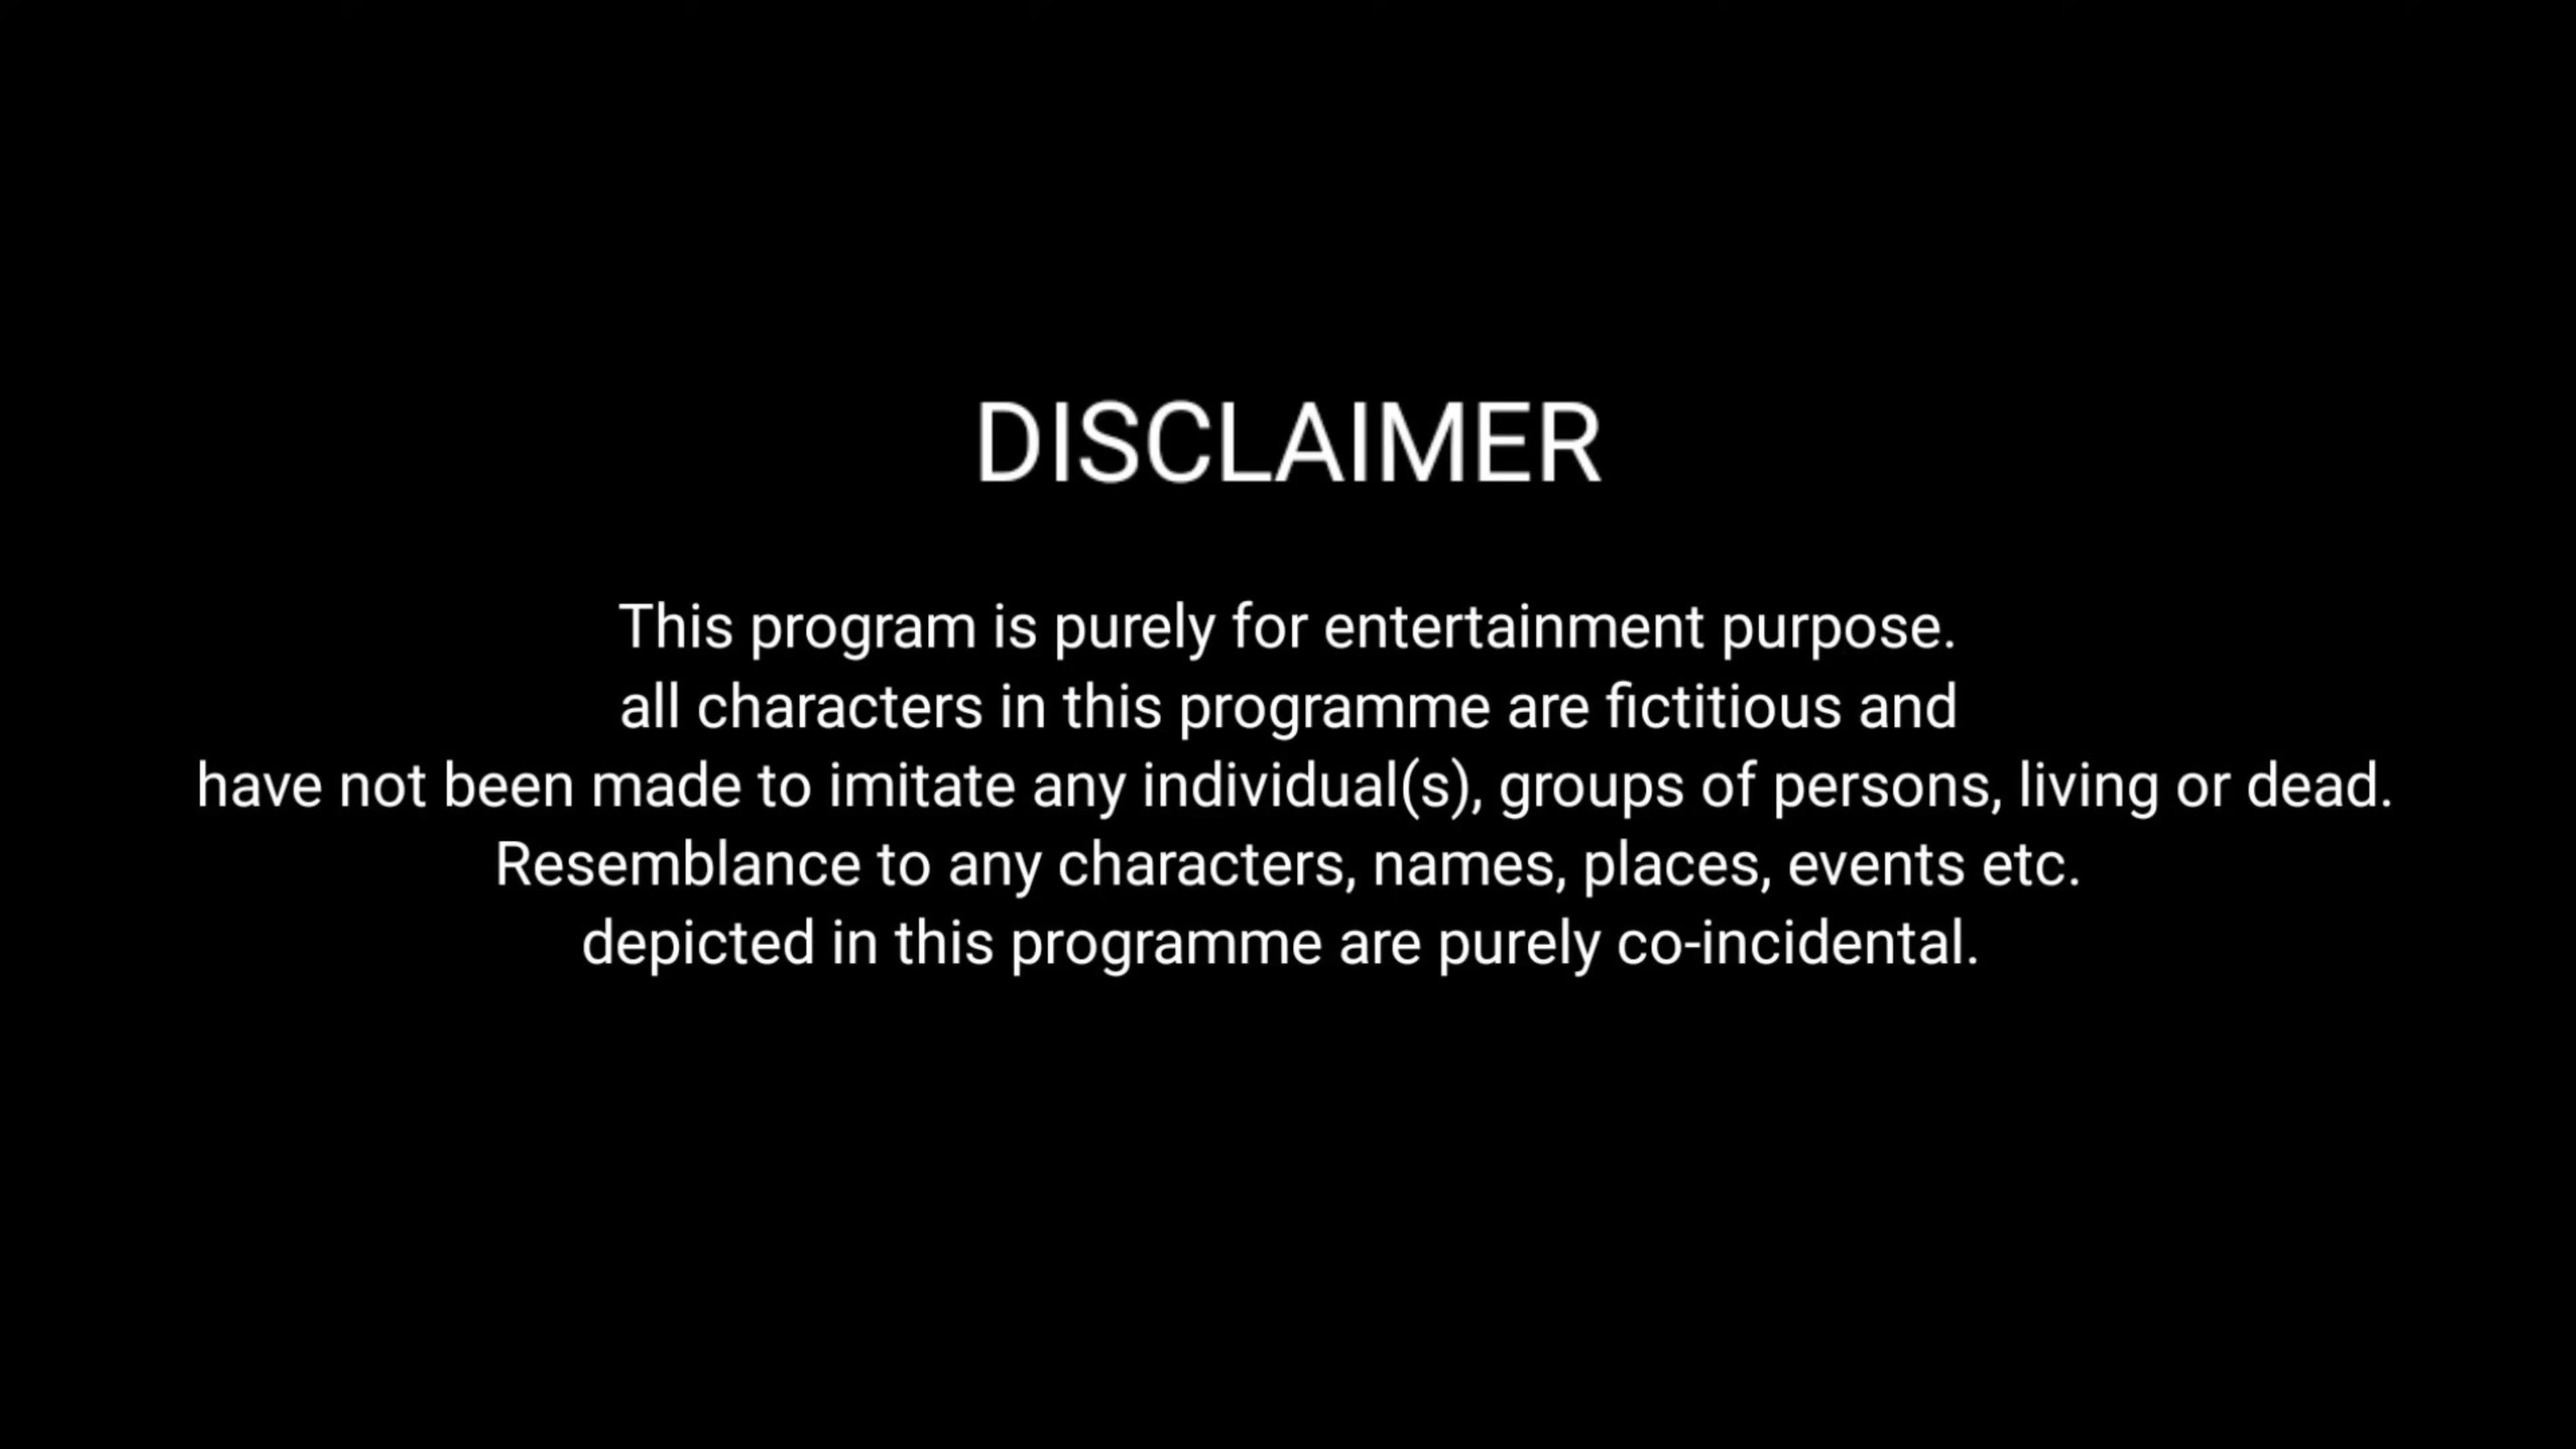 DISCLAIMER
This program is purely for entertainment purpose.
all characters in this programme are fictitious and
have not been made to imitate any individual(s), groups of persons, living or dead.
Resemblance to any characters, names, places, events etc.
depicted in this programme are purely co-incidental.